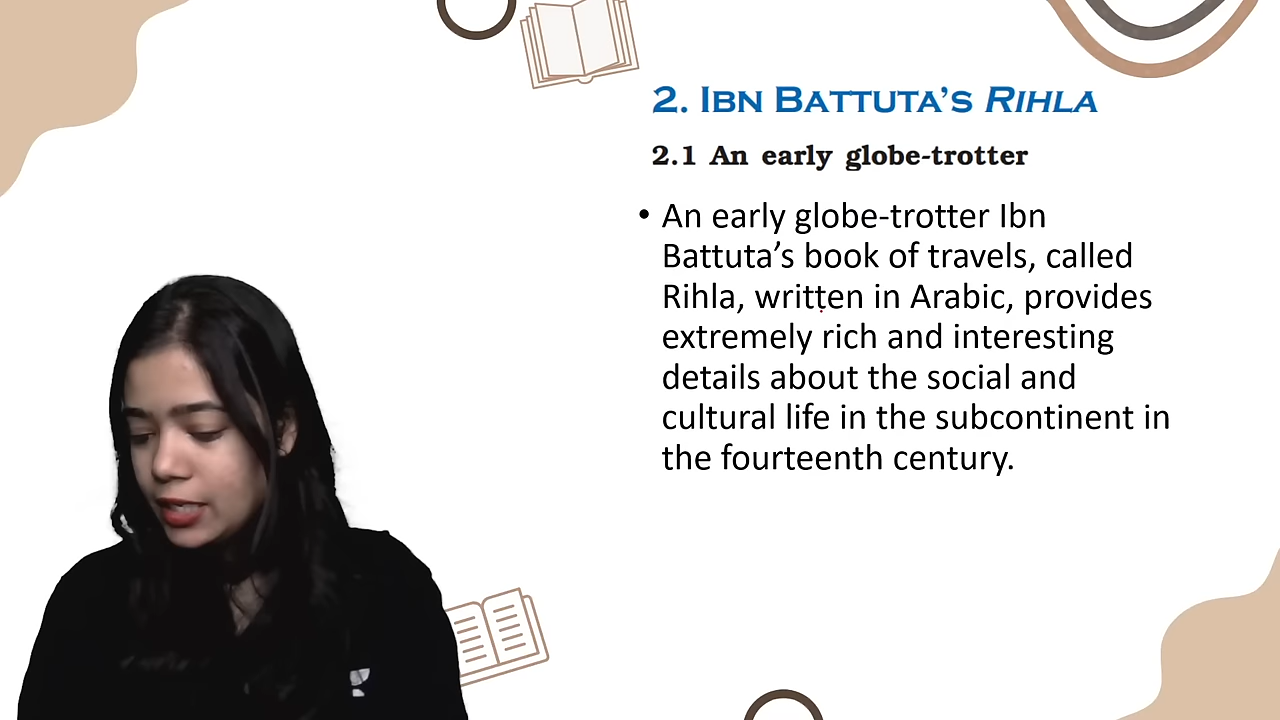 2. IBN BATTUTA'S RIHLA
2.1 An early globe-trotter
• An early globe-trotter Ibn
Battuta's book of travels, called
Rihla, written in Arabic, provides
extremely rich and interesting
details about the social and
cultural life in the subcontinent in
the fourteenth century.